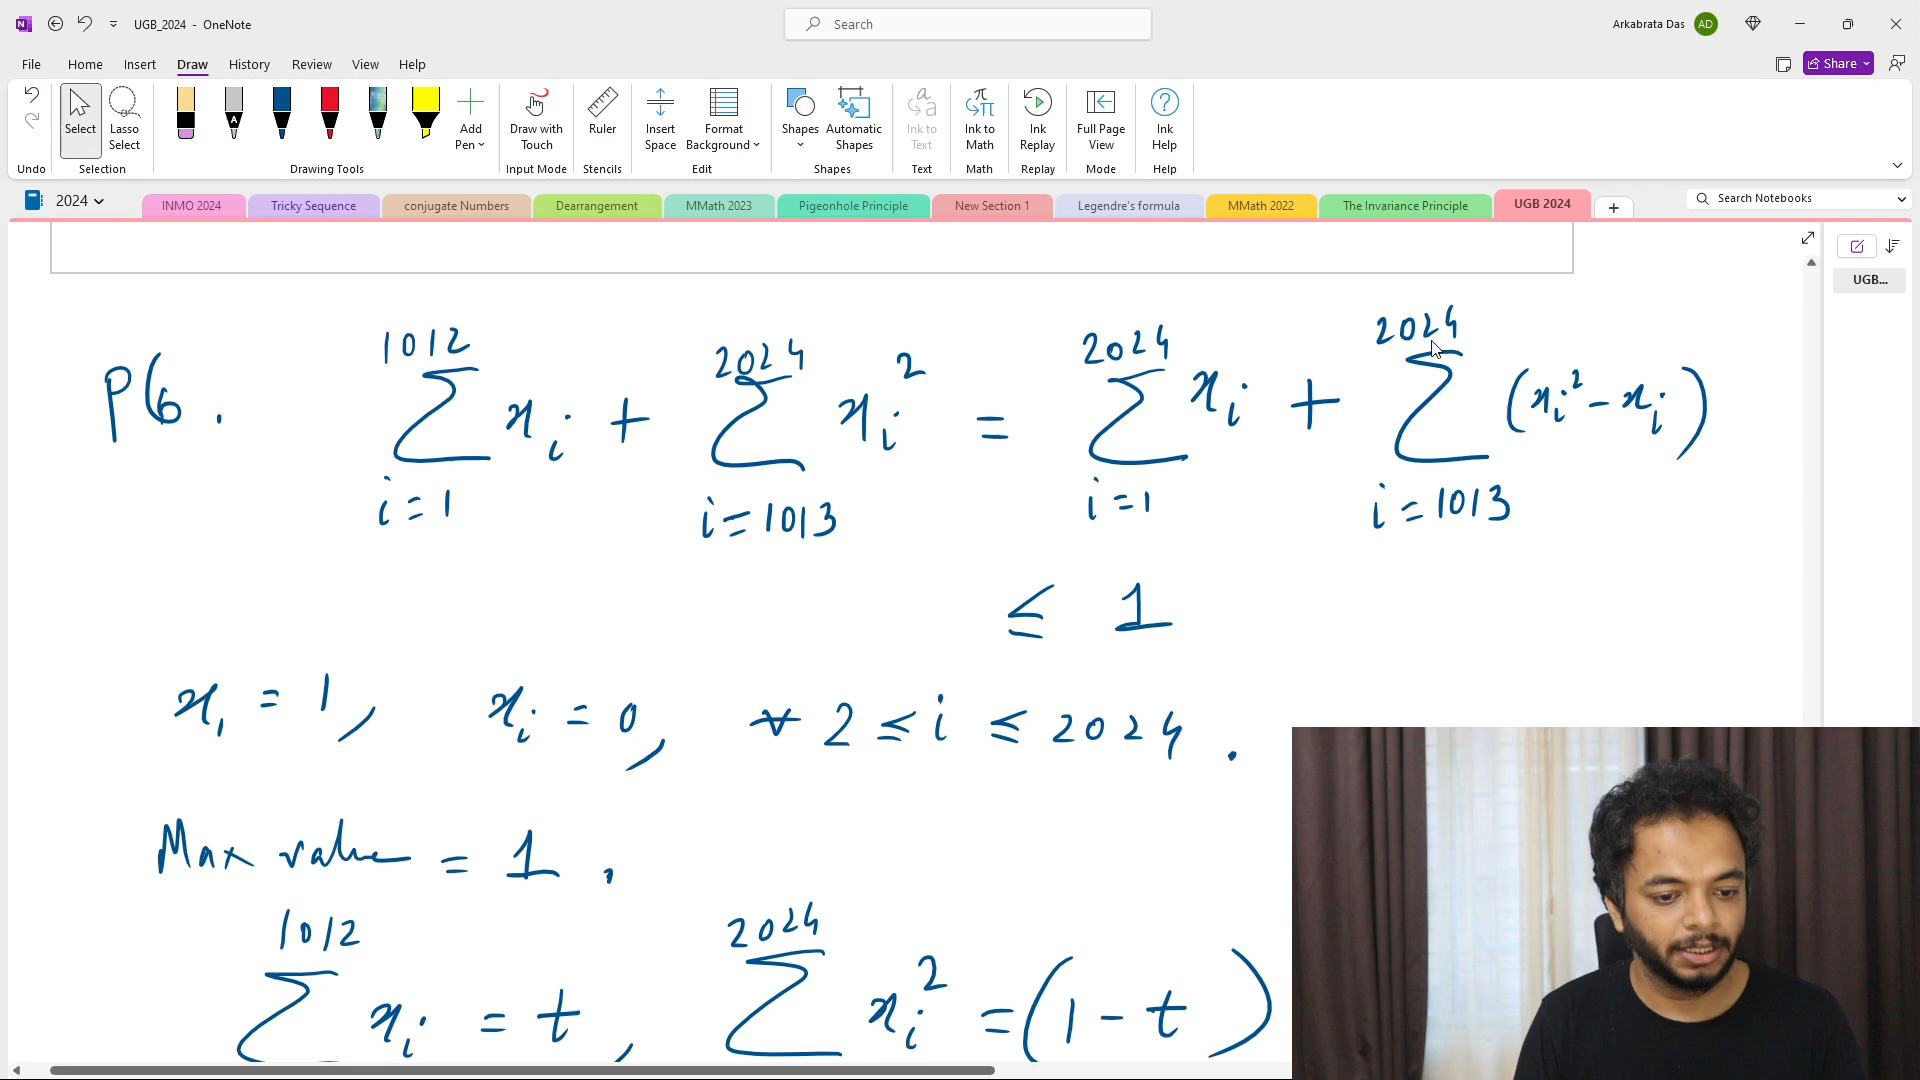 UGB_2024 - OneNote
Search
Arkabrata Das
AD
File Home Insert Draw History Review View Help
Share
Select
Lasso Select
A
Add Pen
Draw with Touch
Ruler
Insert Space
Format Background
Shapes
Automatic Shapes
Ink to Text
Ink to Math
Ink Replay
Full Page View
Ink Help
Undo Selection Drawing Tools Input Mode Stencils Edit Shapes Text Math Replay Mode Help
2024
INMO 2024 Tricky Sequence conjugate Numbers Dearrangement MMath 2023 Pigeonhole Principle New Section 1 Legendre's formula MMath 2022 The Invariance Principle UGB 2024 +
Search Notebooks
UGB...
P6. ∑_{i=1}^{1012} x_i + ∑_{i=1013}^{2024} x_i^2 = ∑_{i=1}^{2024} x_i + ∑_{i=1013}^{2024} (x_i^2 - x_i)
≤ 1
x_1 = 1, x_i = 0, ∀ 2 ≤ i ≤ 2024.
Max value = 1.
∑^{1012} x_i = t, ∑^{2024} x_i^2 = (1 - t)